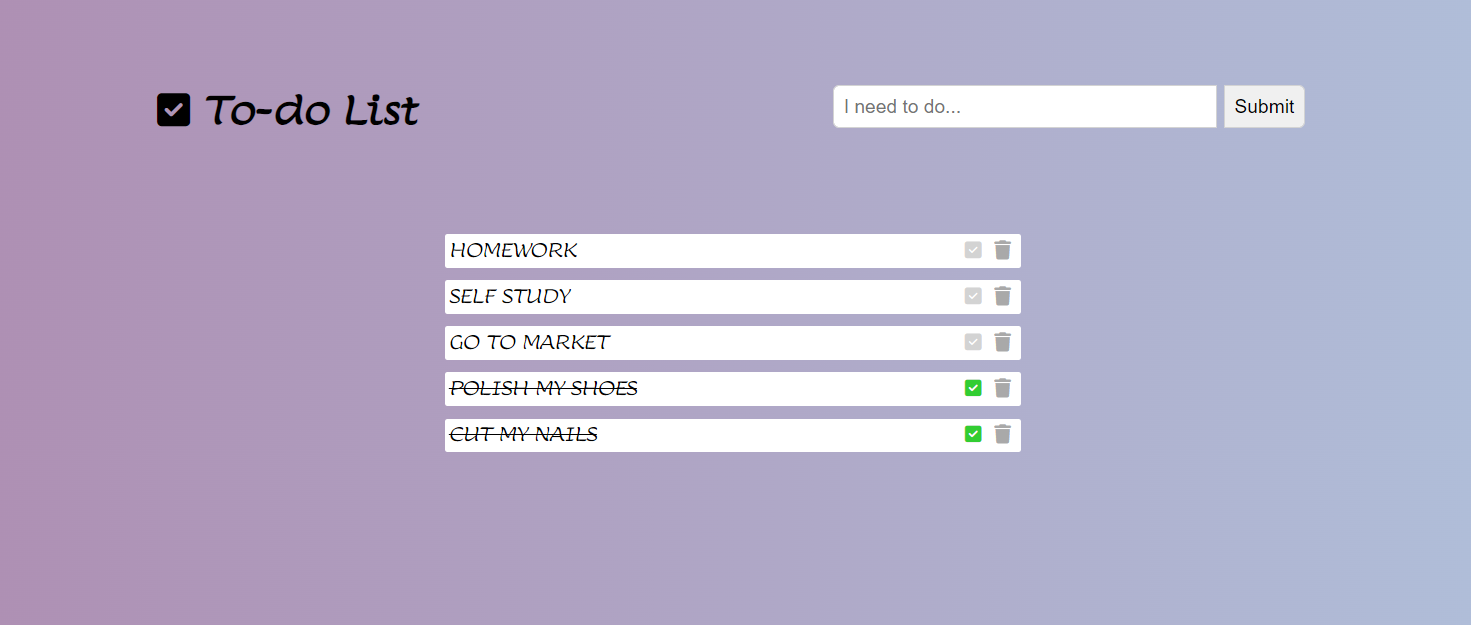 To-do List
I need to do...
Submit
HOMEWORK
SELF STUDY
GO TO MARKET
POLISH MY SHOES
CUT MY NAILS